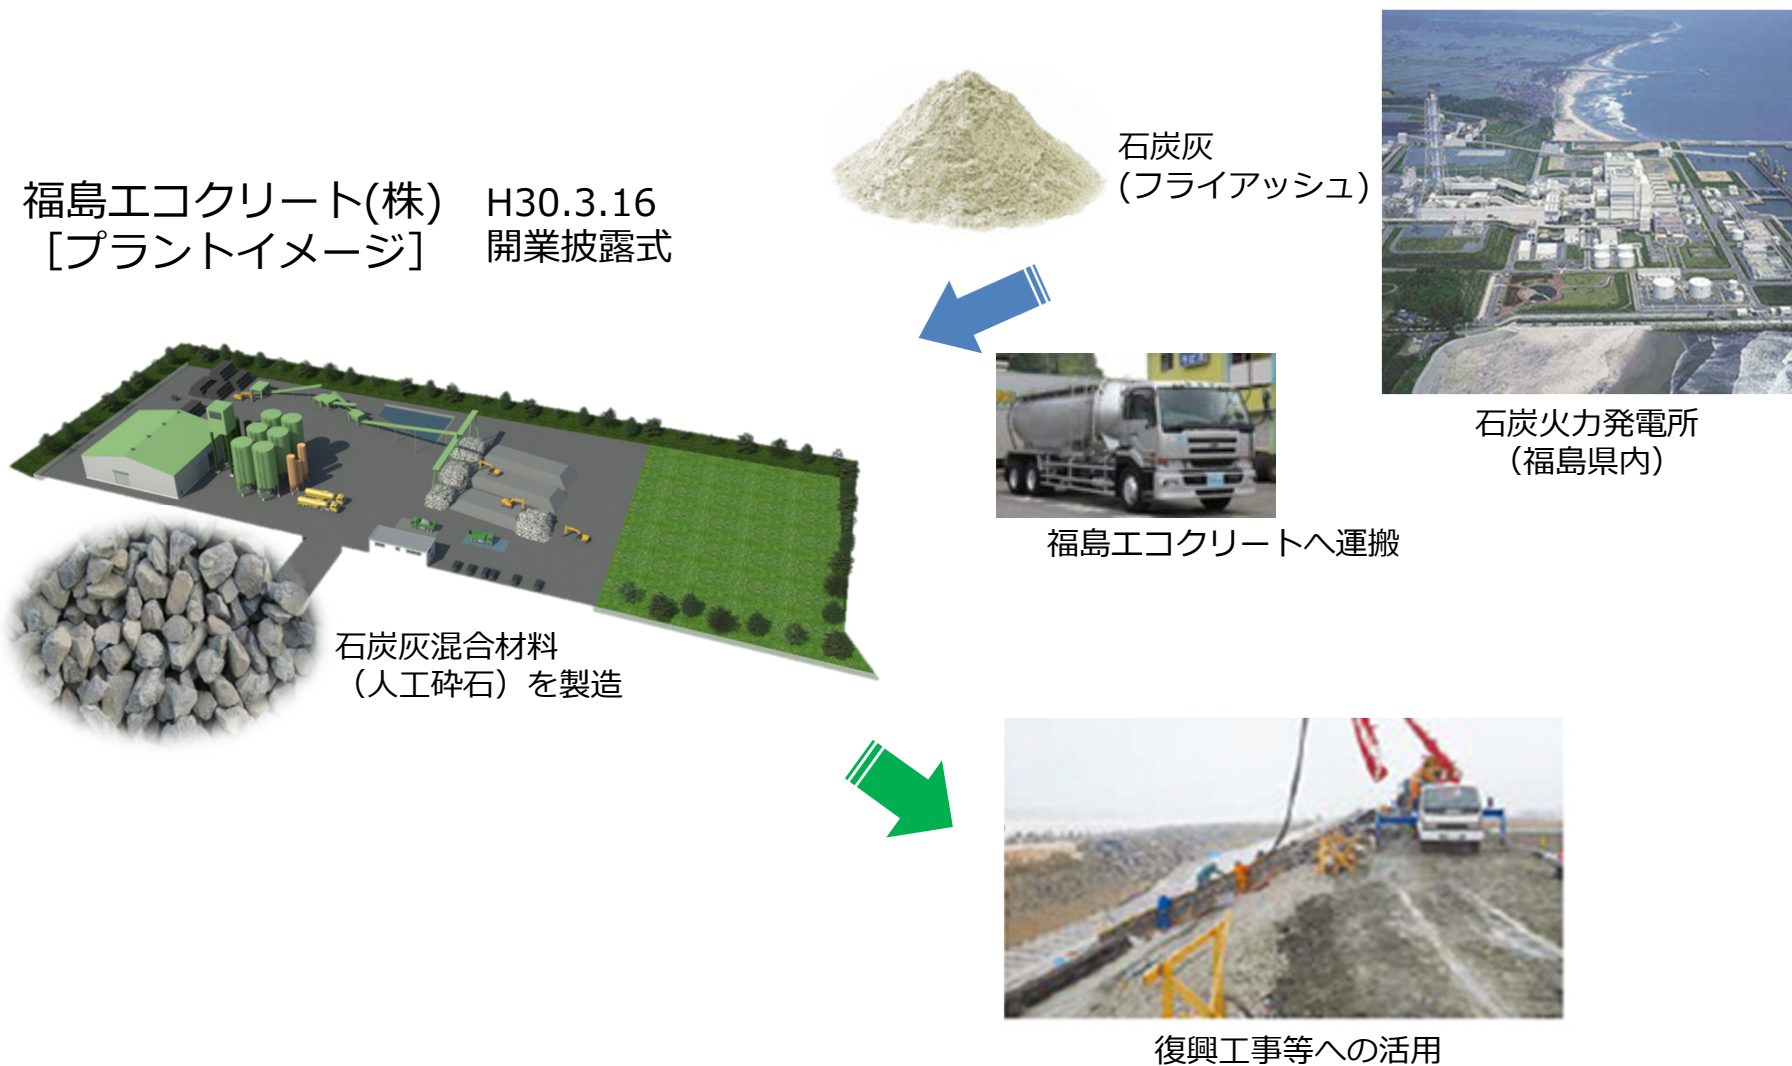 福島エコクリート(株)
［プラントイメージ］
H30.3.16
開業披露式
石炭灰
(フライアッシュ)
石炭火力発電所
（福島県内）
福島エコクリートへ運搬
石炭灰混合材料
（人工砕石）を製造
復興工事等への活用